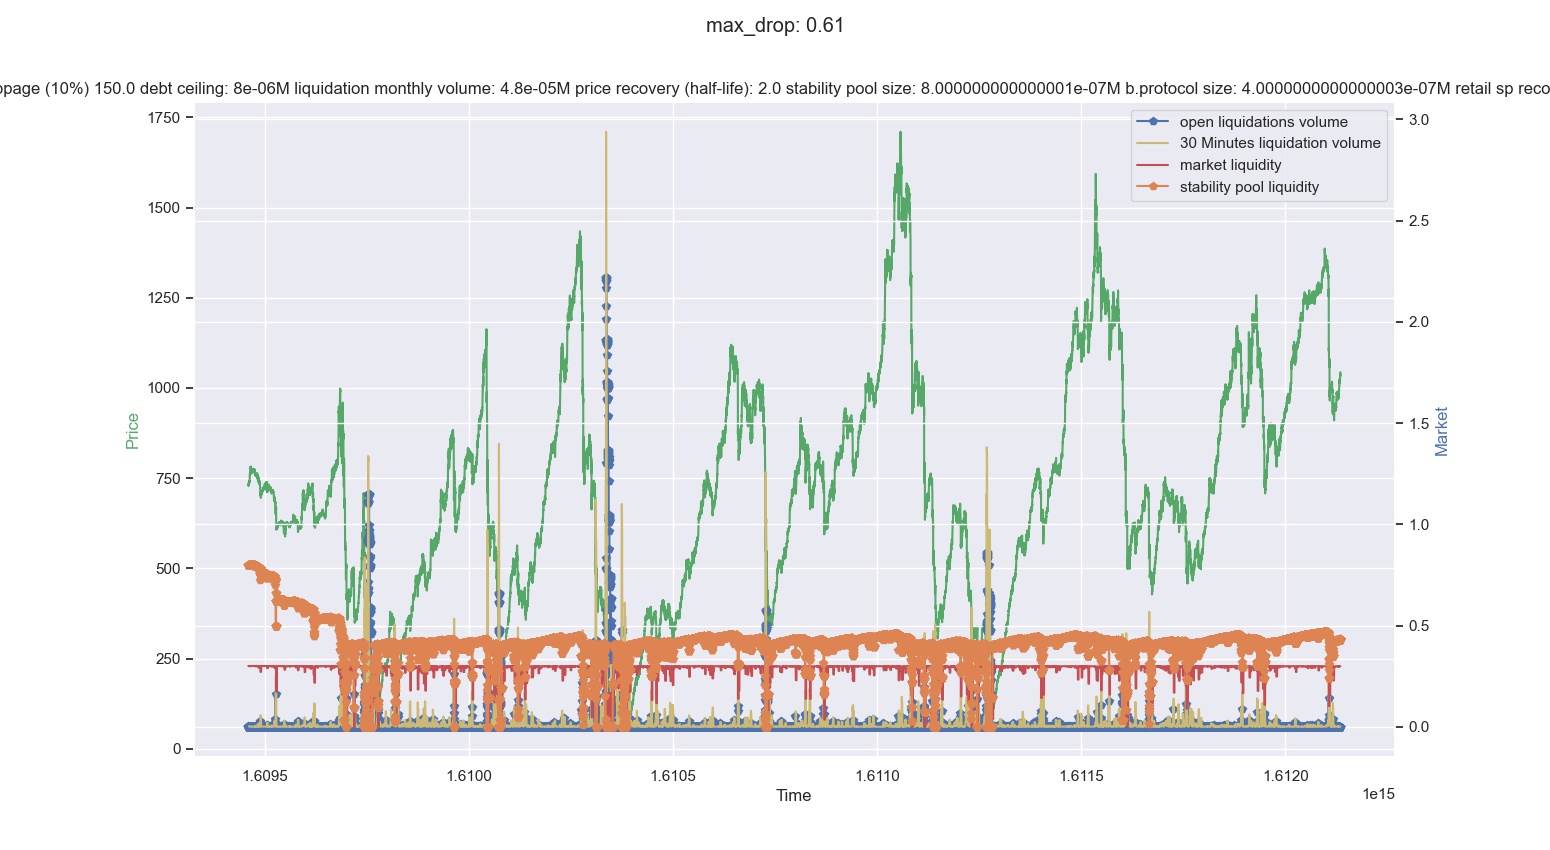 max_drop: 0.61
(10%) 150.0 debt ceiling: 8e-06M liquidation monthly volume: 4.8e-05M price recovery (half-life): 2.0 stability pool size: 8.000000000000001e-07M b.protocol size: 4.0000000000000003e-07M retail sp
open liquidations volume
30 Minutes liquidation volume
market liquidity
stability pool liquidity
1750
1500
1250
1000
750
500
250
0
Price
3.0
2.5
2.0
1.5
1.0
0.5
0.0
Market
1.6095 1.6100 1.6105 1.6110 1.6115 1.6120
1e15
Time